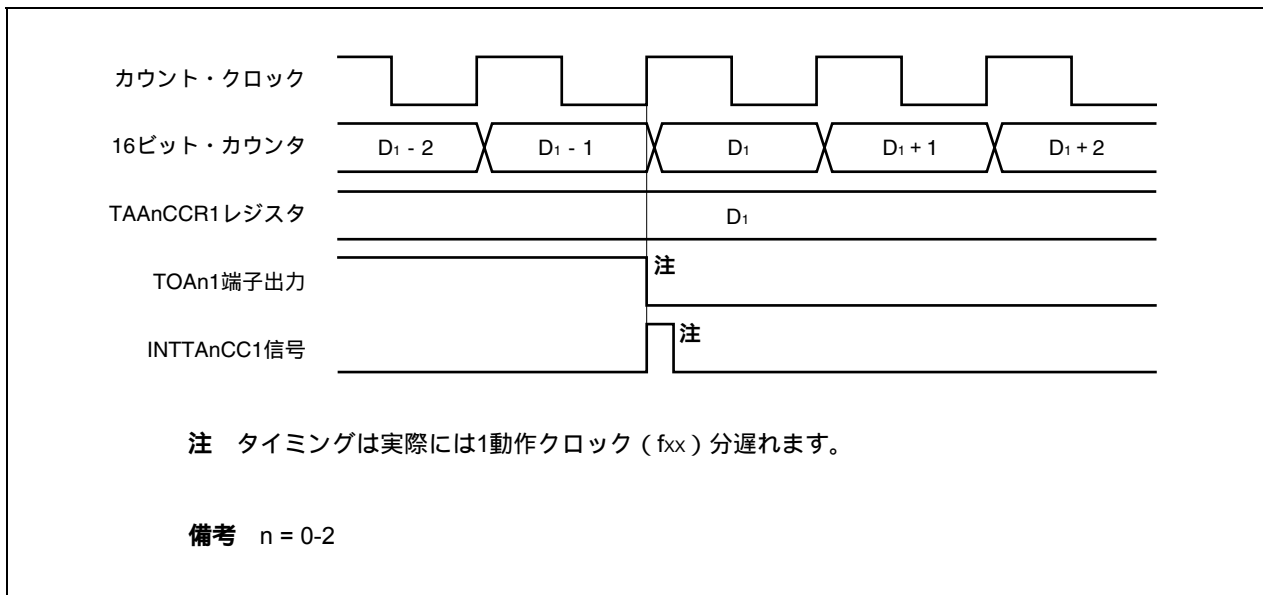 カウント・クロック
16ビット・カウンタ D1 - 2 D1 - 1 D1 D1 + 1 D1 + 2
TAAnCCR1レジスタ D1
TOAn1端子出力 注
INTTAnCC1信号 注
注 タイミングは実際には1動作クロック（fxx）分遅れます。
備考 n = 0-2